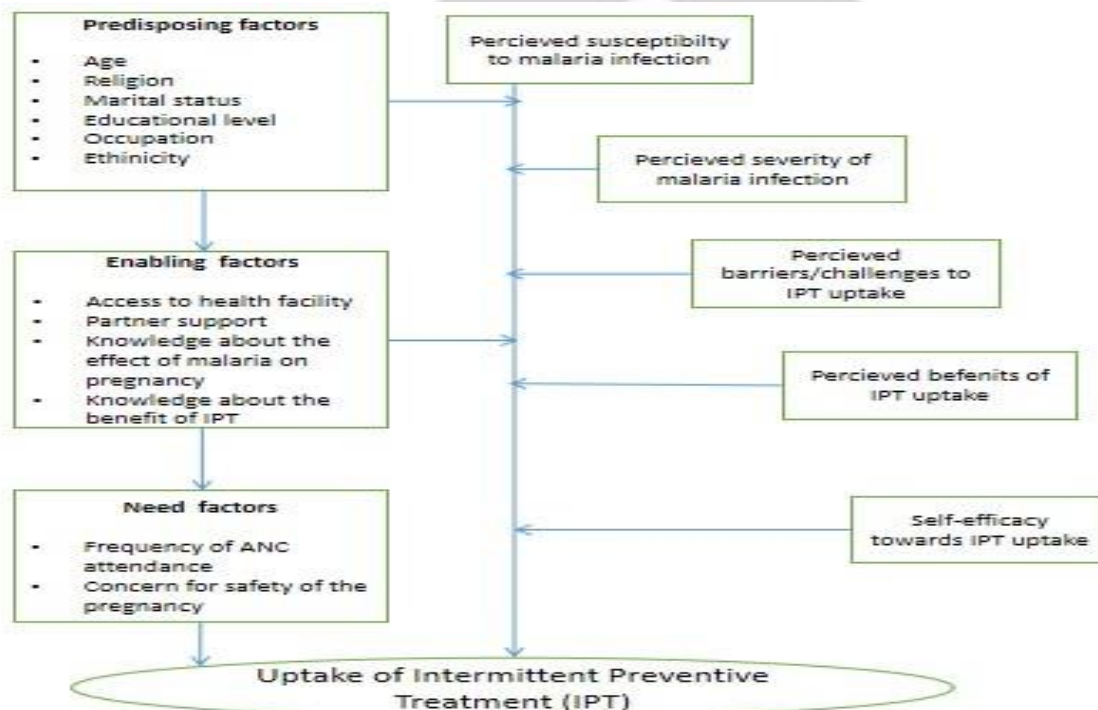 Predisposing factors
• Age
• Religion
• Marital status
• Educational level
• Occupation
• Ethinicity
Percieved susceptibilty
to malaria infection
Percieved severity of
malaria infection
Enabling factors
• Access to health facility
• Partner support
• Knowledge about the
effect of malaria on
pregnancy
• Knowledge about the
benefit of IPT
Percieved
barriers/challenges to
IPT uptake
Percieved befenits of
IPT uptake
Need factors
• Frequency of ANC
attendance
• Concern for safety of the
pregnancy
Self-efficacy
towards IPT uptake
Uptake of Intermittent Preventive
Treatment (IPT)